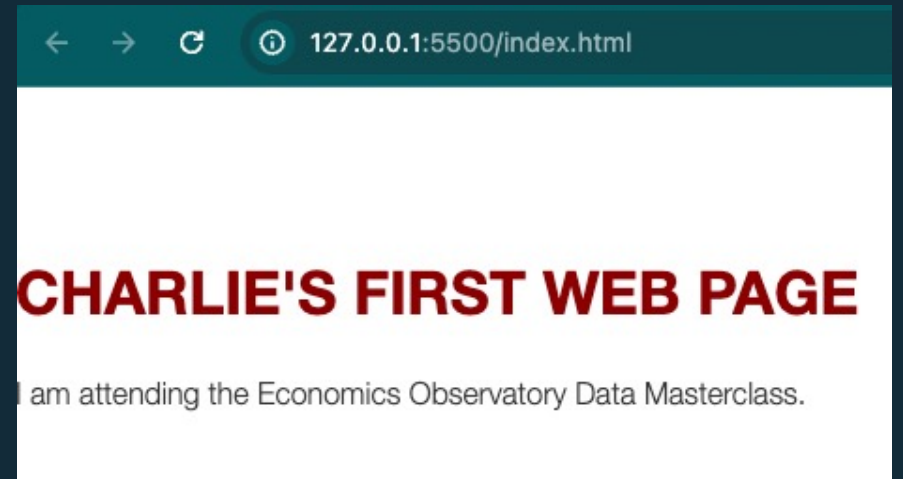 127.0.0.1:5500/index.html
CHARLIE'S FIRST WEB PAGE
I am attending the Economics Observatory Data Masterclass.